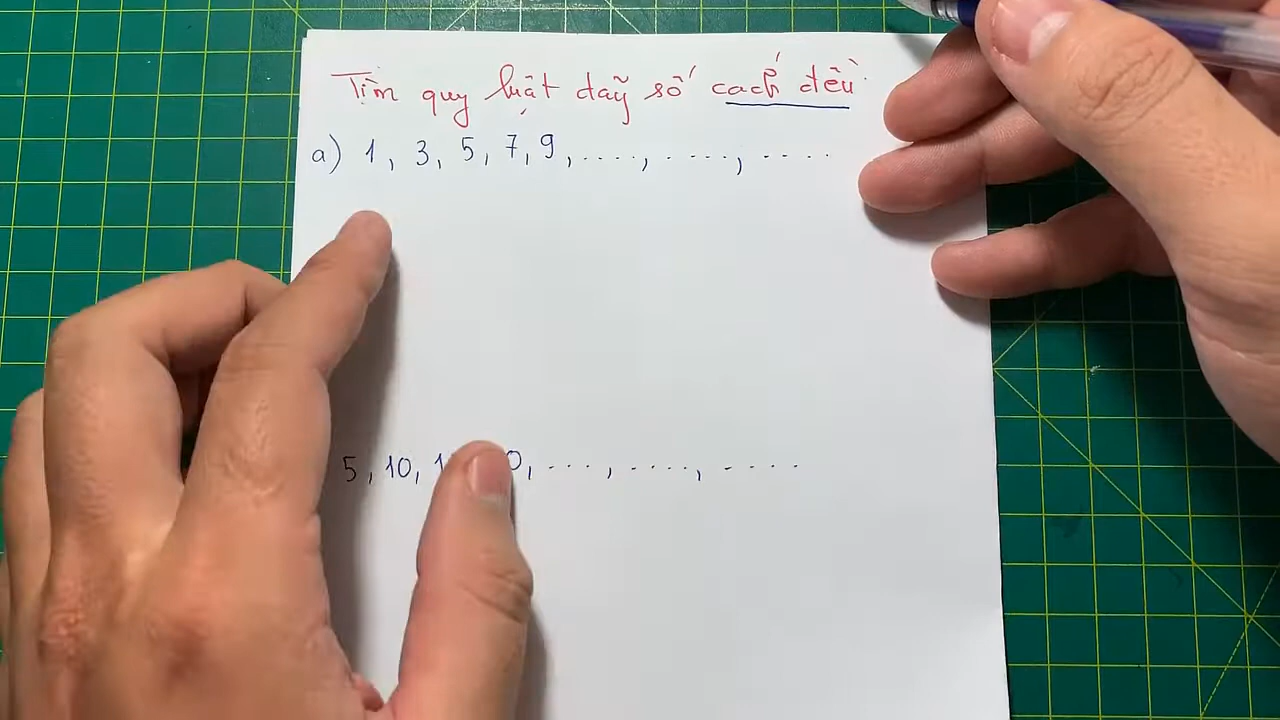 Tìm quy luật dãy số cách đều
a) 1, 3, 5, 7, 9, ...., ....., ....
5, 10, ...., ....., .....